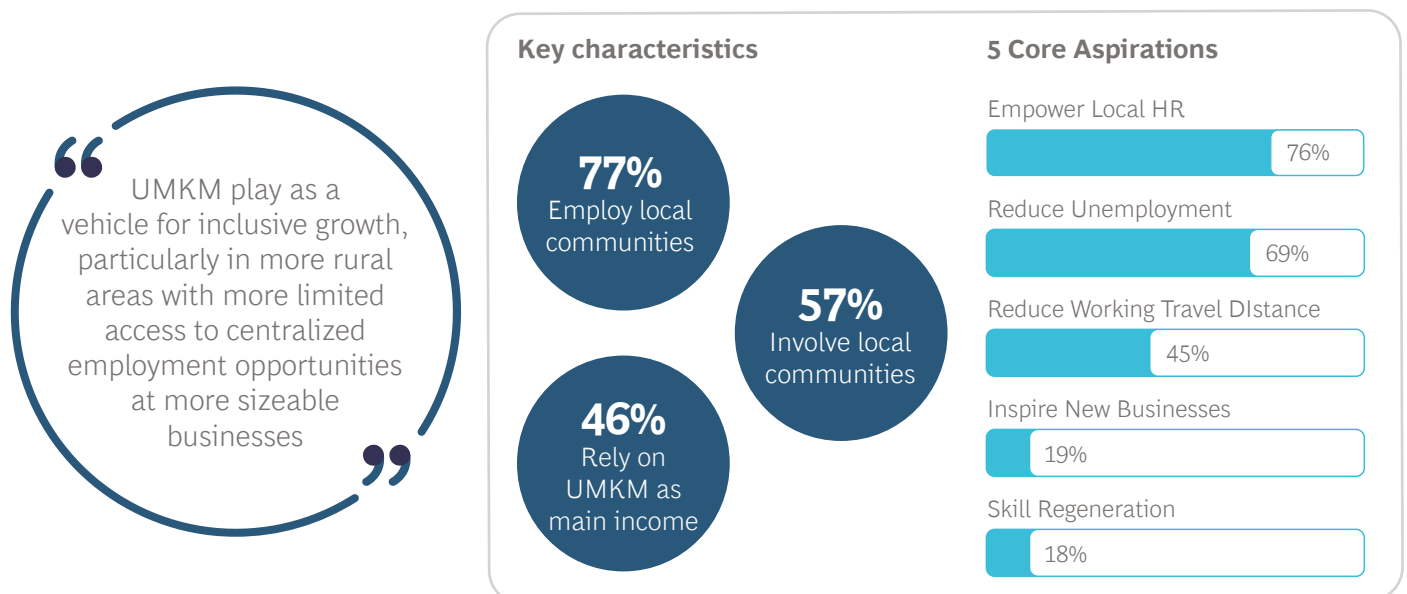 “
UMKM play as a
vehicle for inclusive growth,
particularly in more rural
areas with more limited
access to centralized
employment opportunities
at more sizeable
businesses
”
Key characteristics
77%
Employ local
communities
57%
Involve local
communities
46%
Rely on
UMKM as
main income
5 Core Aspirations
Empower Local HR
76%
Reduce Unemployment
69%
Reduce Working Travel DIstance
45%
Inspire New Businesses
19%
Skill Regeneration
18%